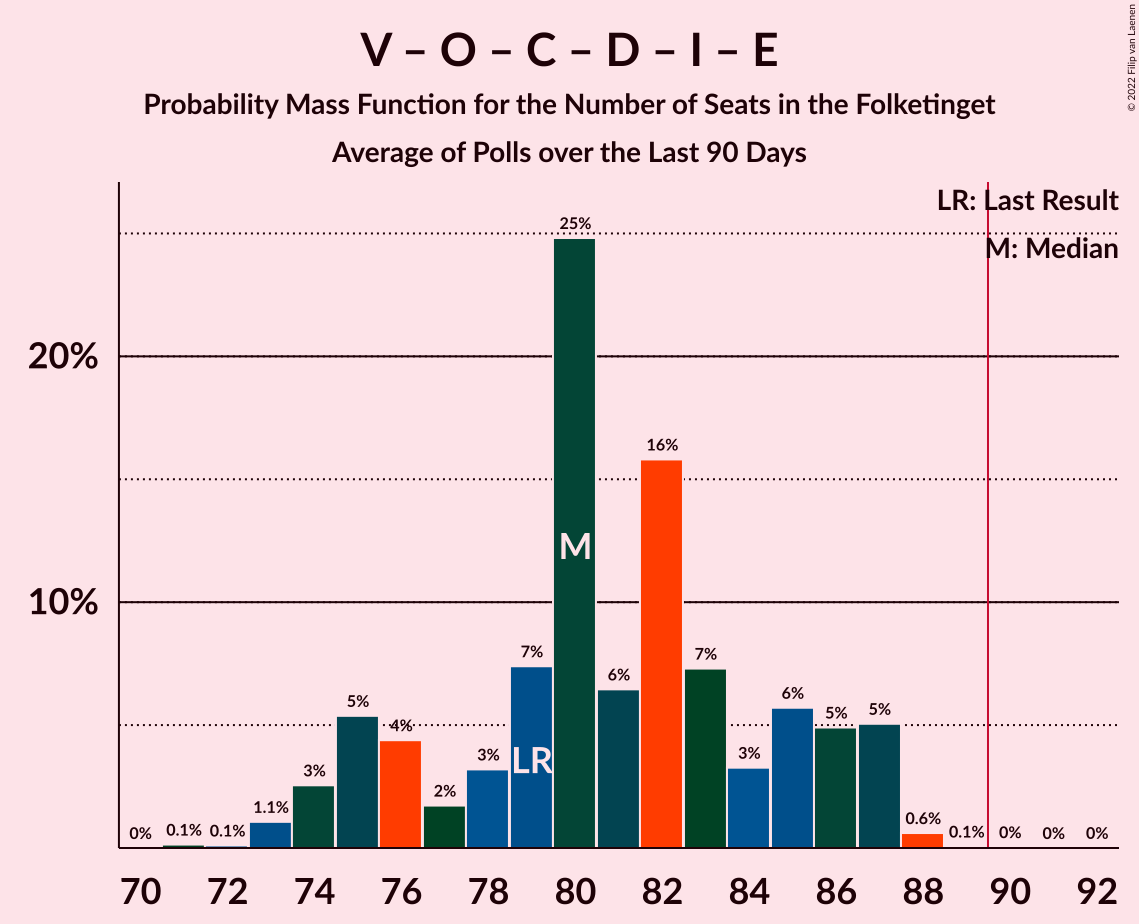 V – O – C – D – I – E
Probability Mass Function for the Number of Seats in the Folketinget
Average of Polls over the Last 90 Days
© 2022 Filip van Laenen
LR: Last Result
M: Median
20%
10%
0%
0.1%
0.1%
1.1%
3%
5%
4%
2%
3%
7%
25%
6%
16%
7%
3%
6%
5%
5%
0.6%
0.1%
0%
0%
0%
LR
M
70 72 74 76 78 80 82 84 86 88 90 92